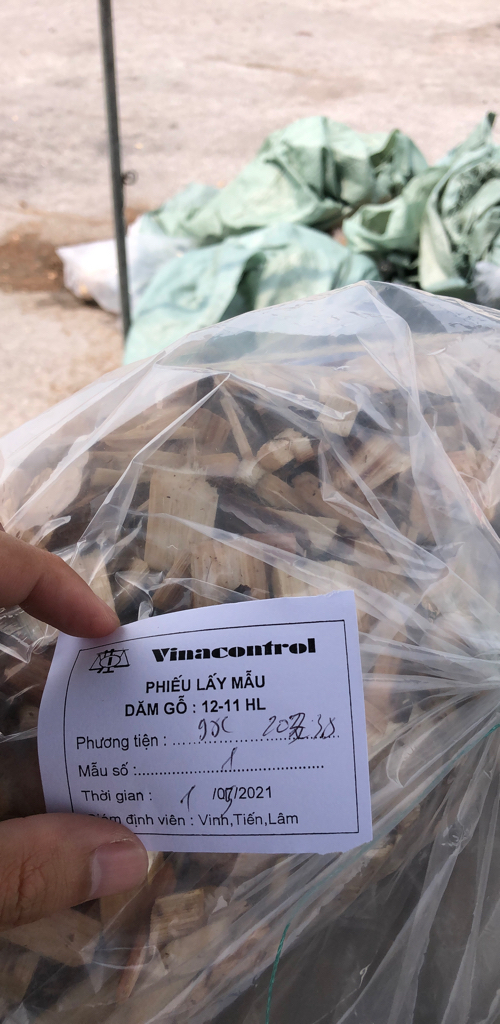 Vinacontrol
PHIẾU LẤY MẪU
DĂM GỖ : 12-11 HL
Phương tiện :
Mẫu số : 1
Thời gian : 1 /07/2021
Giám định viên : Vinh,Tiến,Lâm